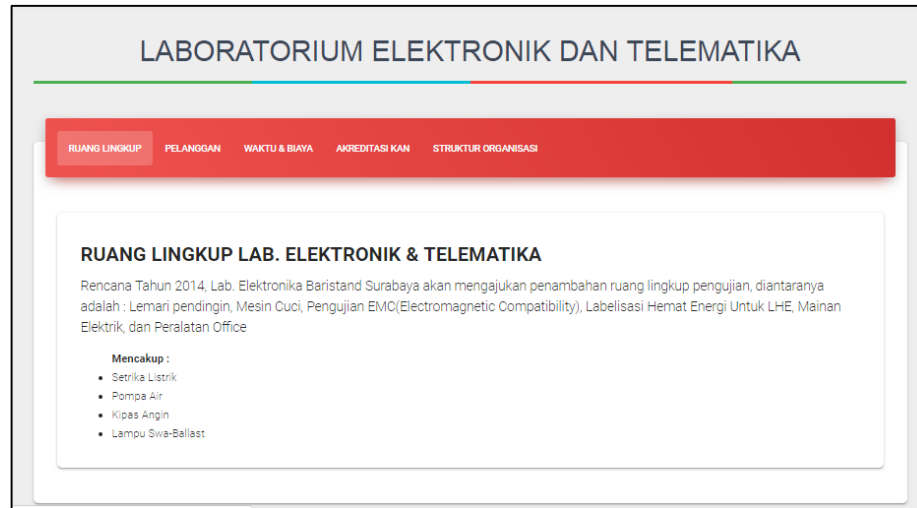 LABORATORIUM ELEKTRONIK DAN TELEMATIKA
RUANG LINGKUP PELANGGAN WAKTU & BIAYA AKREDITASI KAN STRUKTUR ORGANISASI
RUANG LINGKUP LAB. ELEKTRONIK & TELEMATIKA
Rencana Tahun 2014, Lab. Elektronika Baristand Surabaya akan mengajukan penambahan ruang lingkup pengujian, diantaranya
adalah : Lemari pendingin, Mesin Cuci, Pengujian EMC(Electromagnetic Compatibility), Labelisasi Hemat Energi Untuk LHE, Mainan
Elektrik, dan Peralatan Office
Mencakup :
• Setrika Listrik
• Pompa Air
• Kipas Angin
• Lampu Swa-Ballast